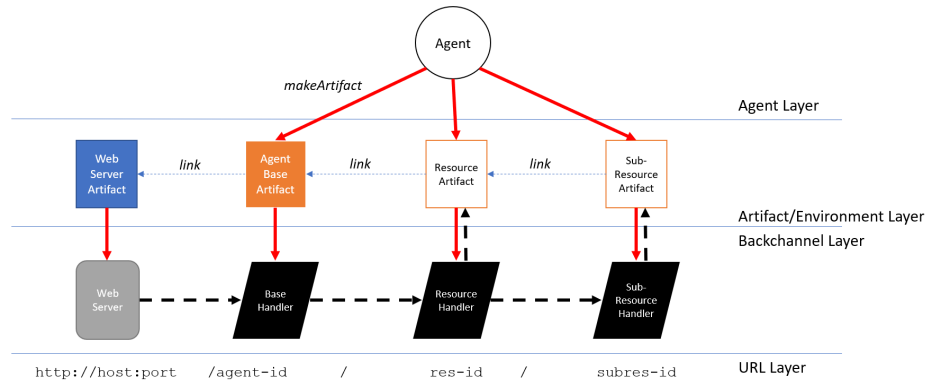 Agent
makeArtifact
Agent Layer
Web
Server
Artifact
link
Agent
Base
Artifact
link
Resource
Artifact
link
Sub-
Resource
Artifact
Artifact/Environment Layer
Backchannel Layer
Web
Server
Base
Handler
Resource
Handler
Sub-
Resource
Handler
http://host:port /agent-id / res-id / subres-id
URL Layer